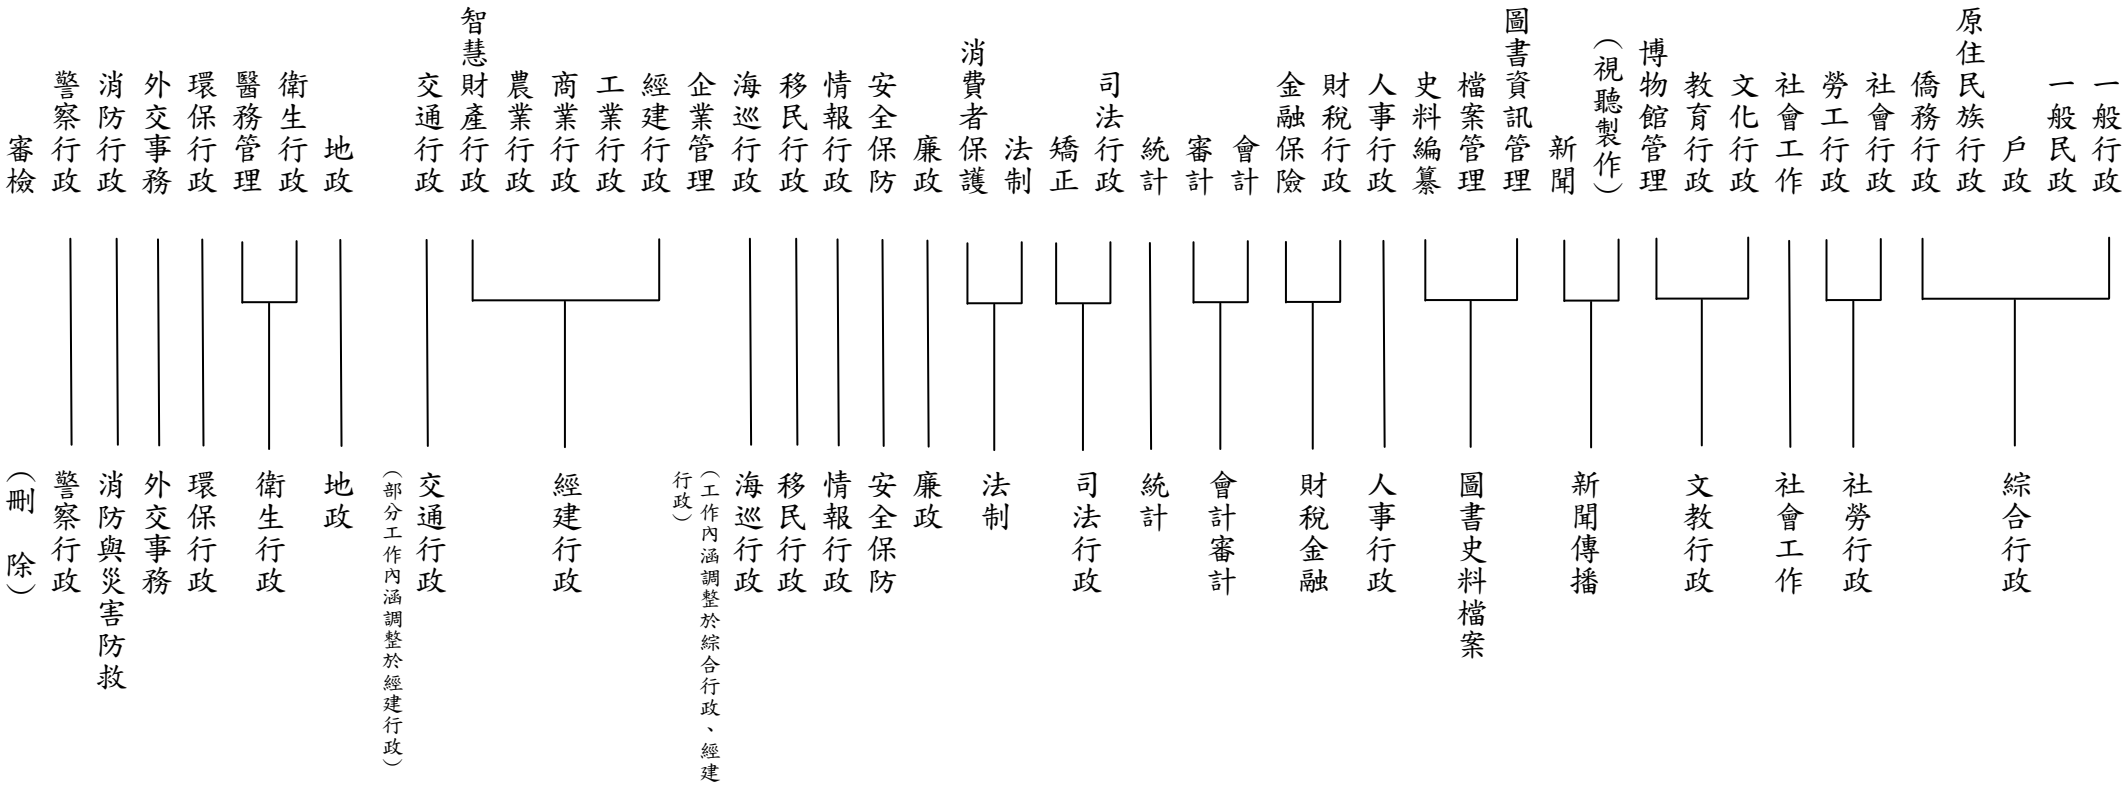 一般行政
一般民政
戶政
原住民族行政
僑務行政
社會行政
勞工行政
社會工作
文化行政
教育行政
博物館管理
（視聽製作）
新聞
圖書資訊管理
檔案管理
史料編纂
人事行政
財稅行政
金融保險
會計
審計
統計
司法行政
矯正
法制
消費者保護
廉政
安全保防
情報行政
移民行政
海巡行政
企業管理
經建行政
工業行政
商業行政
農業行政
智慧財產行政
交通行政
地政
衛生行政
醫務管理
環保行政
外交事務
消防行政
警察行政
審檢
綜合行政
社勞行政
社會工作
文教行政
新聞傳播
圖書史料檔案
人事行政
財稅金融
會計審計
統計
司法行政
法制
廉政
安全保防
情報行政
移民行政
海巡行政
（工作內涵調整於綜合行政、經建
行政）
經建行政
交通行政
（部分工作內涵調整於經建行政）
地政
衛生行政
環保行政
外交事務
消防與災害防救
警察行政
（刪　除）